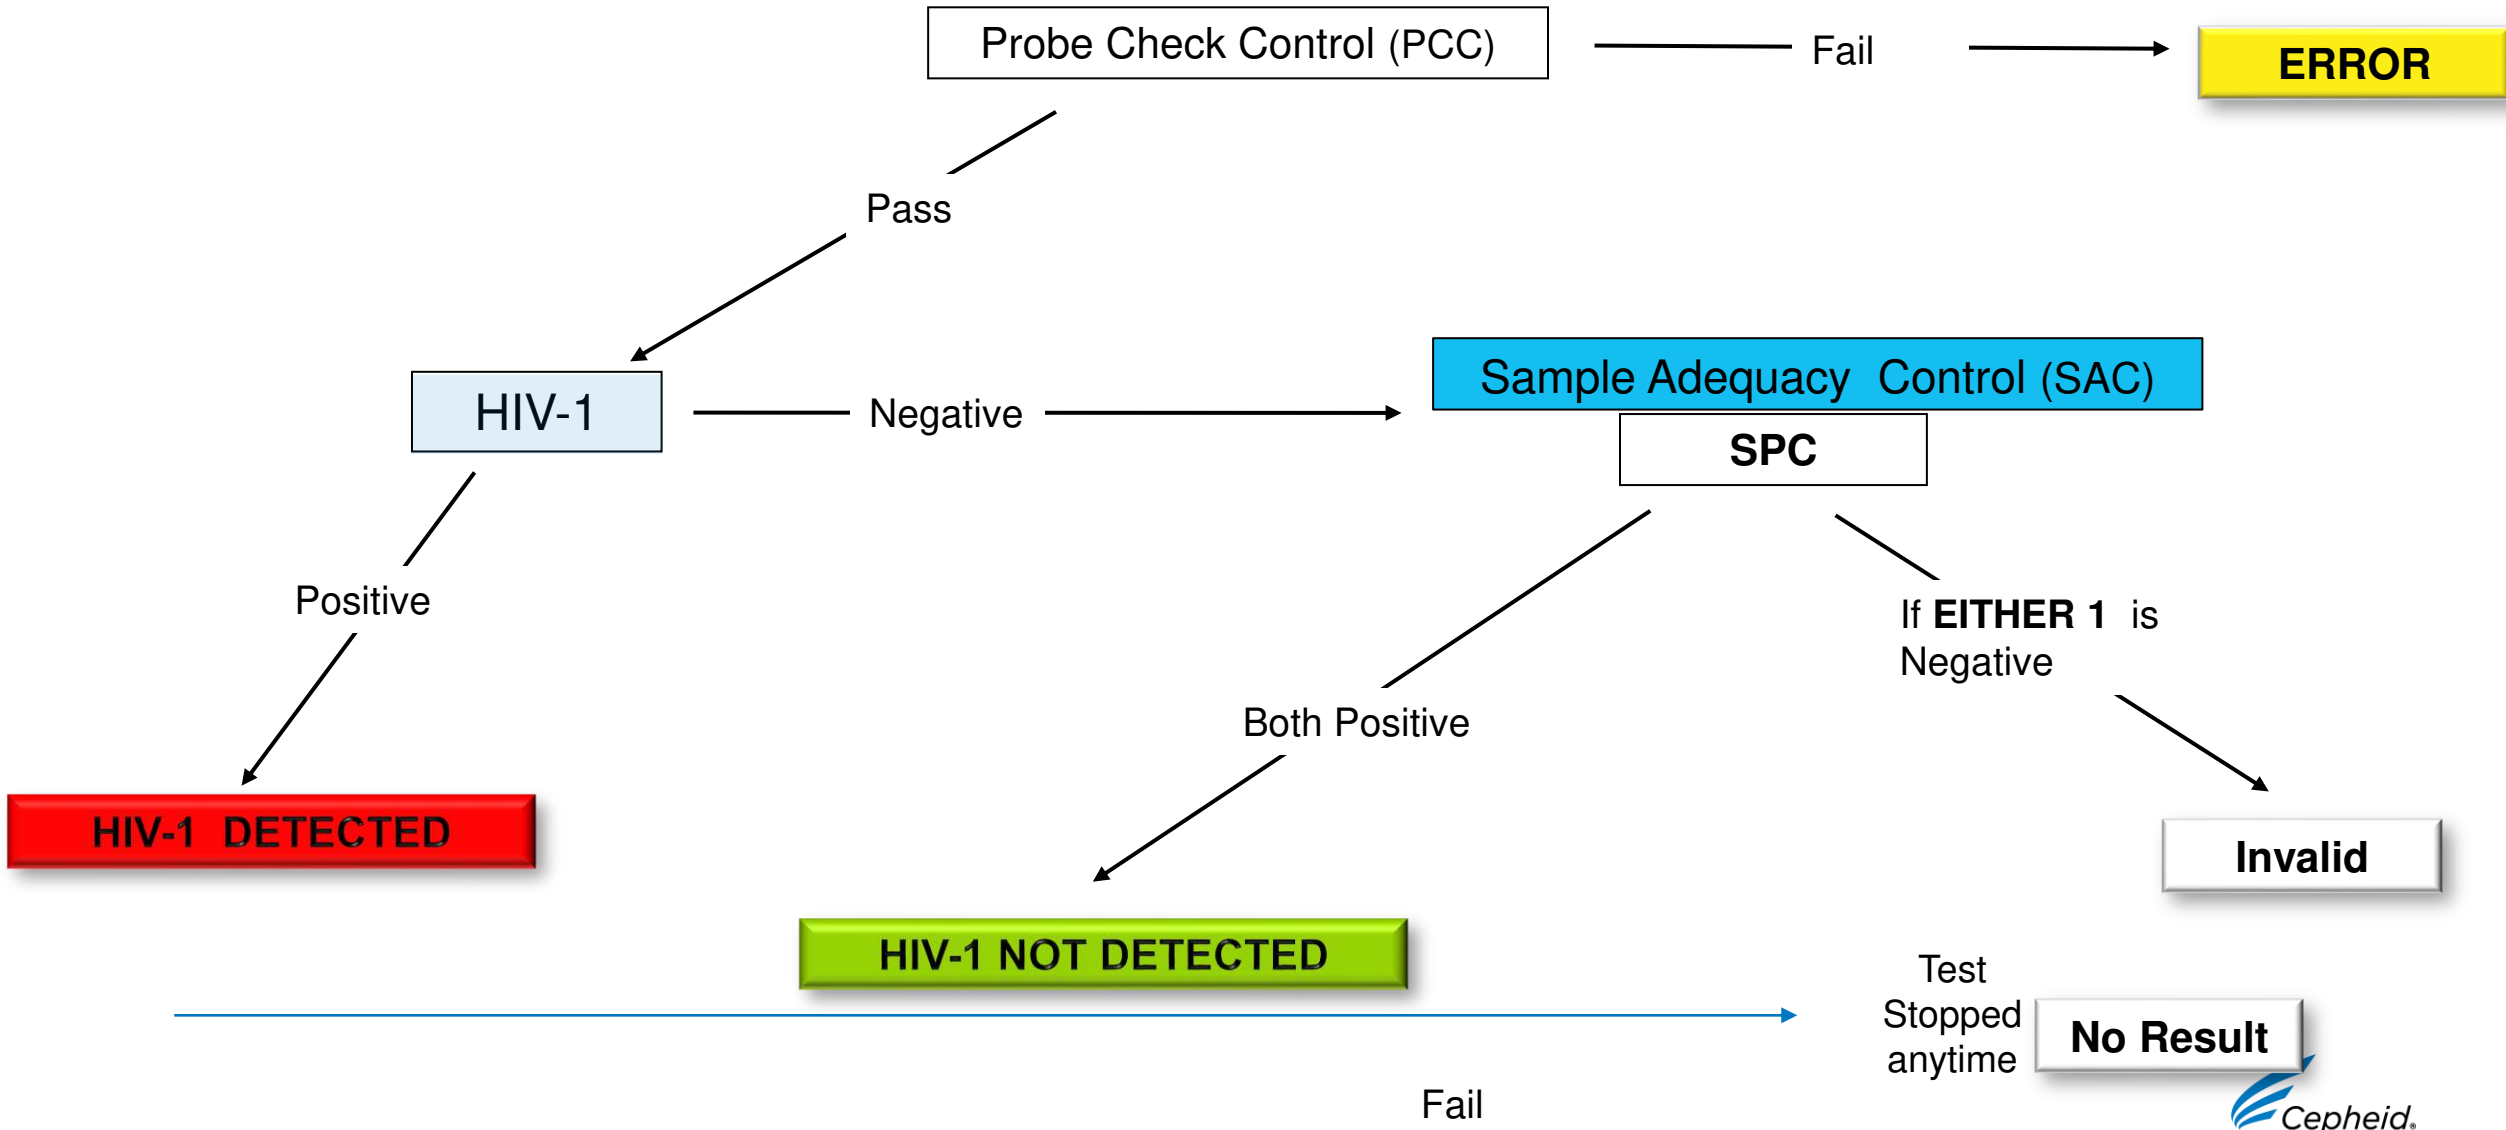 Probe Check Control (PCC)
Fail
ERROR
Pass
HIV-1
Negative
Sample Adequacy Control (SAC)
SPC
Positive
If EITHER 1 is
Negative
Both Positive
HIV-1 DETECTED
Invalid
HIV-1 NOT DETECTED
Test
Stopped
anytime
No Result
Fail
Cepheid®